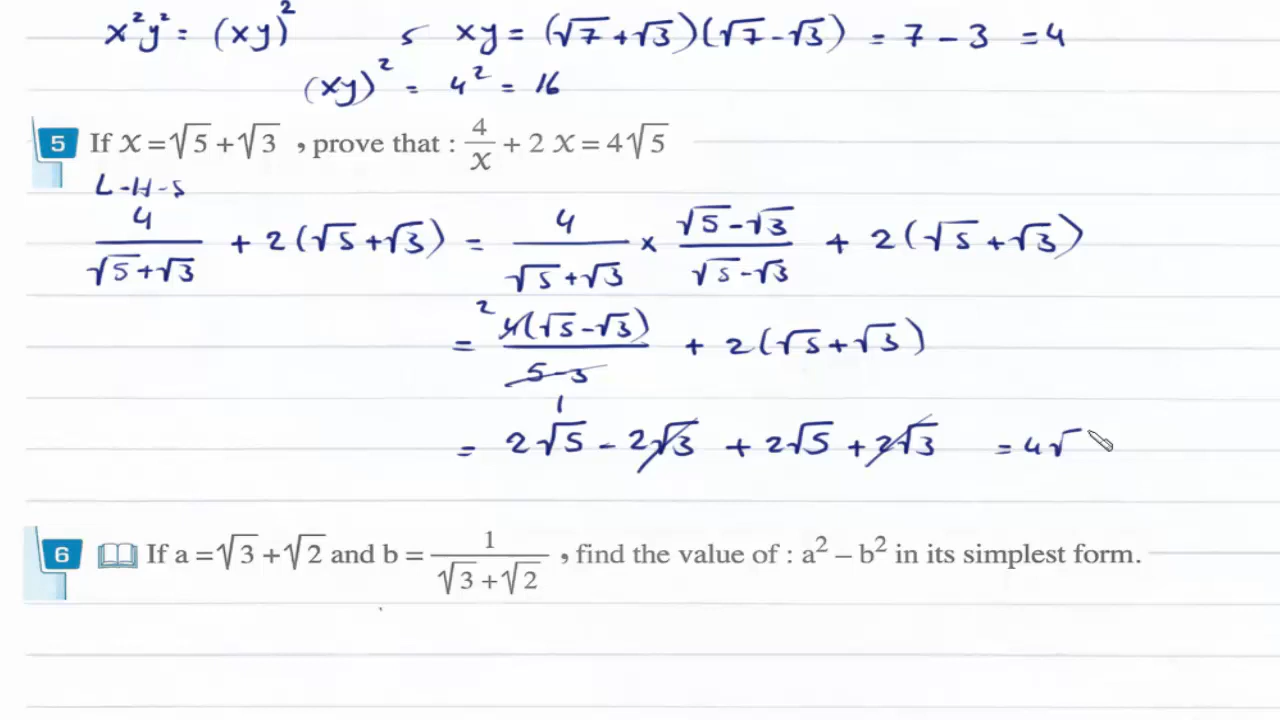 x²y² = (xy)² , xy = (√7 + √3)(√7 - √3) = 7 - 3 = 4
(xy)² = 4² = 16
5 If x = √5 + √3 , prove that : 4/x + 2 x = 4√5
L-H-S
4/(√5 + √3) + 2(√5 + √3) = 4/(√5 + √3) × (√5 - √3)/(√5 - √3) + 2(√5 + √3)
2
= 4(√5 - √3)/(5 - 3) + 2(√5 + √3)
1
= 2√5 - 2√3 + 2√5 + 2√3 = 4√
6 If a = √3 + √2 and b = 1/(√3 + √2) , find the value of : a² – b² in its simplest form.